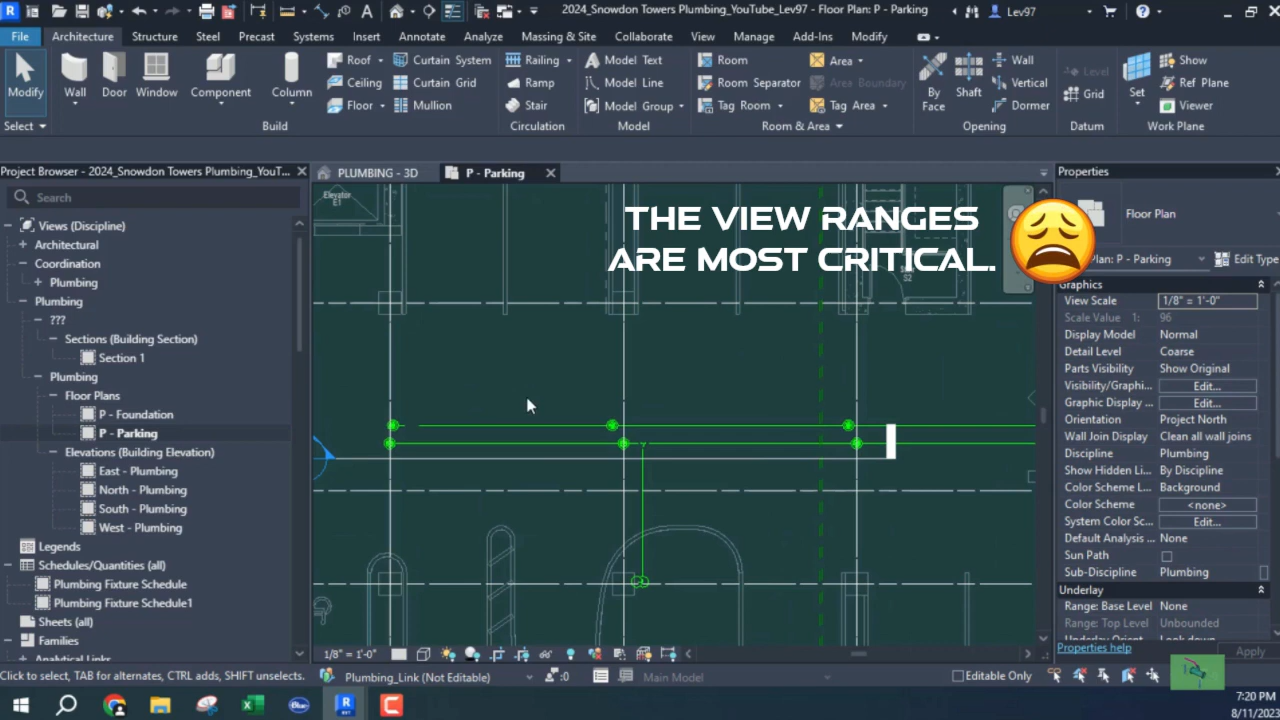 2024_Snowdon Towers Plumbing_YouTube_Lev97 - Floor Plan: P - Parking
Lev97
File
Architecture
Structure
Steel
Precast
Systems
Insert
Annotate
Analyze
Massing & Site
Collaborate
View
Manage
Add-Ins
Modify
Modify
Wall
Door
Window
Component
Column
Roof
Ceiling
Floor
Curtain System
Curtain Grid
Mullion
Railing
Ramp
Stair
Model Text
Model Line
Model Group
Room
Room Separator
Tag Room
Area
Area Boundary
Tag Area
By
Face
Shaft
Wall
Vertical
Dormer
Level
Grid
Set
Show
Ref Plane
Viewer
Select
Build
Circulation
Model
Room & Area
Opening
Datum
Work Plane
Project Browser - 2024_Snowdon Towers Plumbing_YouT...
Search
Views (Discipline)
Architectural
Coordination
Plumbing
Plumbing
???
Sections (Building Section)
Section 1
Plumbing
Floor Plans
P - Foundation
P - Parking
Elevations (Building Elevation)
East - Plumbing
North - Plumbing
South - Plumbing
West - Plumbing
Legends
Schedules/Quantities (all)
Plumbing Fixture Schedule
Plumbing Fixture Schedule1
Sheets (all)
Families
Analytical Links
PLUMBING - 3D
P - Parking
Elevator
E.1
S2
THE VIEW RANGES
ARE MOST CRITICAL.
Properties
Floor Plan
Plan: P - Parking
Edit Type
Graphics
View Scale 1/8" = 1'-0"
Scale Value 1: 96
Display Model Normal
Detail Level Coarse
Parts Visibility Show Original
Visibility/Graphi... Edit...
Graphic Display ... Edit...
Orientation Project North
Wall Join Display Clean all wall joins
Discipline Plumbing
Show Hidden Li... By Discipline
Color Scheme L... Background
Color Scheme <none>
System Color Sc... Edit...
Default Analysis ... None
Sun Path
Sub-Discipline Plumbing
Underlay
Range: Base Level None
Range: Top Level Unbounded
Underlay Orient... Look down
Properties help
Apply
1/8" = 1'-0"
Click to select, TAB for alternates, CTRL adds, SHIFT unselects.
Plumbing_Link (Not Editable)
:0
Main Model
Editable Only
7:20 PM
8/11/2023